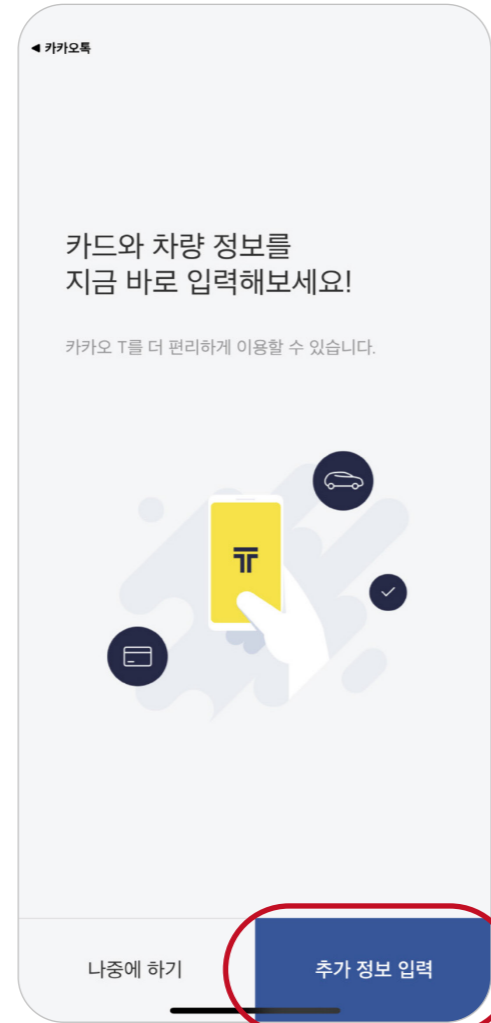 ◀ 카카오톡
카드와 차량 정보를
지금 바로 입력해보세요!
카카오 T를 더 편리하게 이용할 수 있습니다.
T
나중에 하기
추가 정보 입력